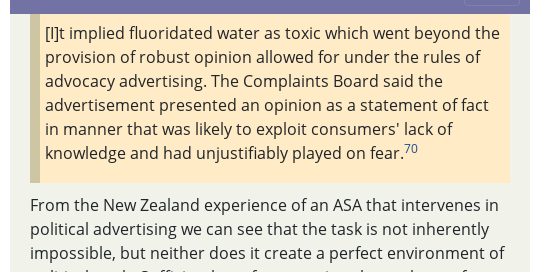 [I]t implied fluoridated water as toxic which went beyond the
provision of robust opinion allowed for under the rules of
advocacy advertising. The Complaints Board said the
advertisement presented an opinion as a statement of fact
in manner that was likely to exploit consumers' lack of
knowledge and had unjustifiably played on fear.70
From the New Zealand experience of an ASA that intervenes in
political advertising we can see that the task is not inherently
impossible, but neither does it create a perfect environment of